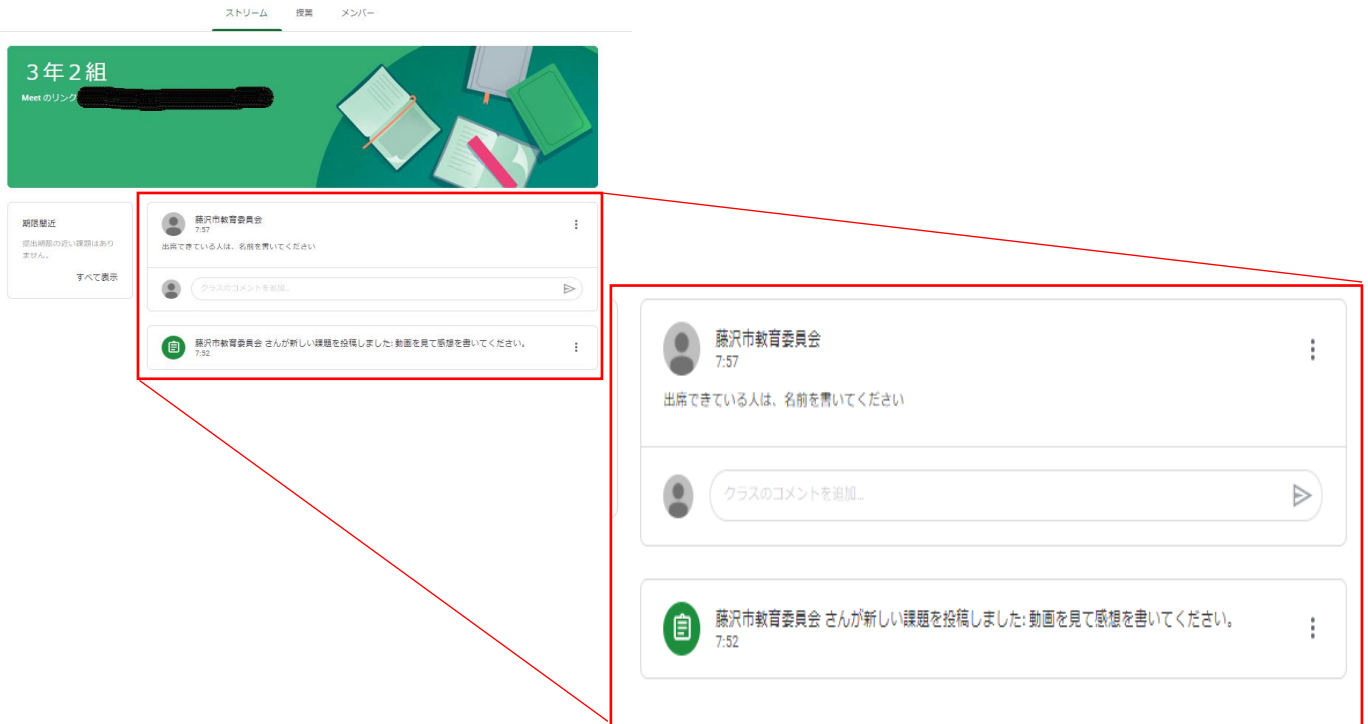 ストリーム 授業 メンバー
3年2組
Meet のリンク
期限間近
提出期限の近い課題はあり
ません。
すべて表示
藤沢市教育委員会
7:57
出席できている人は、名前を書いてください
クラスのコメントを追加...
藤沢市教育委員会 さんが新しい課題を投稿しました: 動画を見て感想を書いてください。
7:52
藤沢市教育委員会
7:57
出席できている人は、名前を書いてください
クラスのコメントを追加...
藤沢市教育委員会 さんが新しい課題を投稿しました: 動画を見て感想を書いてください。
7:52